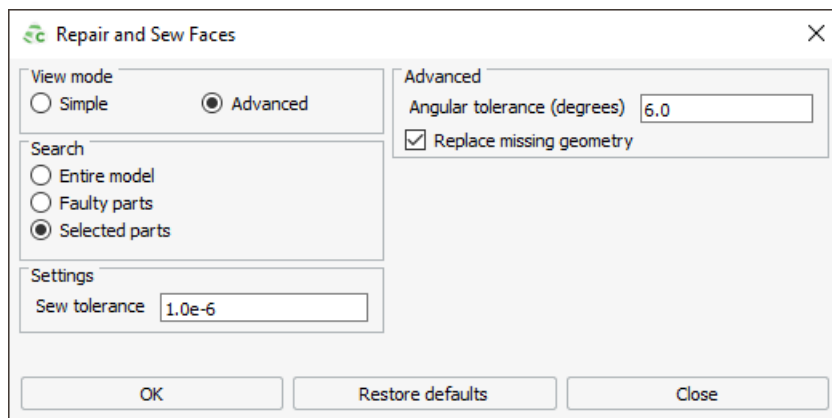 Repair and Sew Faces
View mode
Simple
Advanced
Search
Entire model
Faulty parts
Selected parts
Settings
Sew tolerance 1.0e-6
Advanced
Angular tolerance (degrees) 6.0
Replace missing geometry
OK
Restore defaults
Close